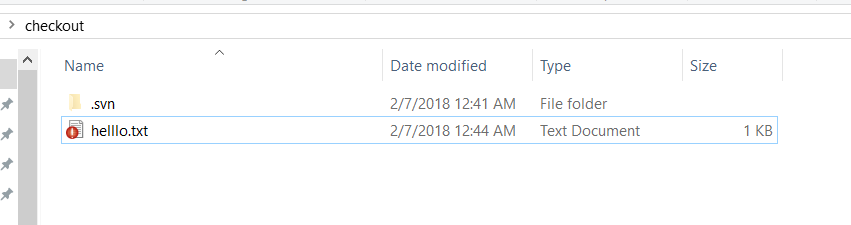 checkout
Name Date modified Type Size
.svn 2/7/2018 12:41 AM File folder
helllo.txt 2/7/2018 12:44 AM Text Document 1 KB